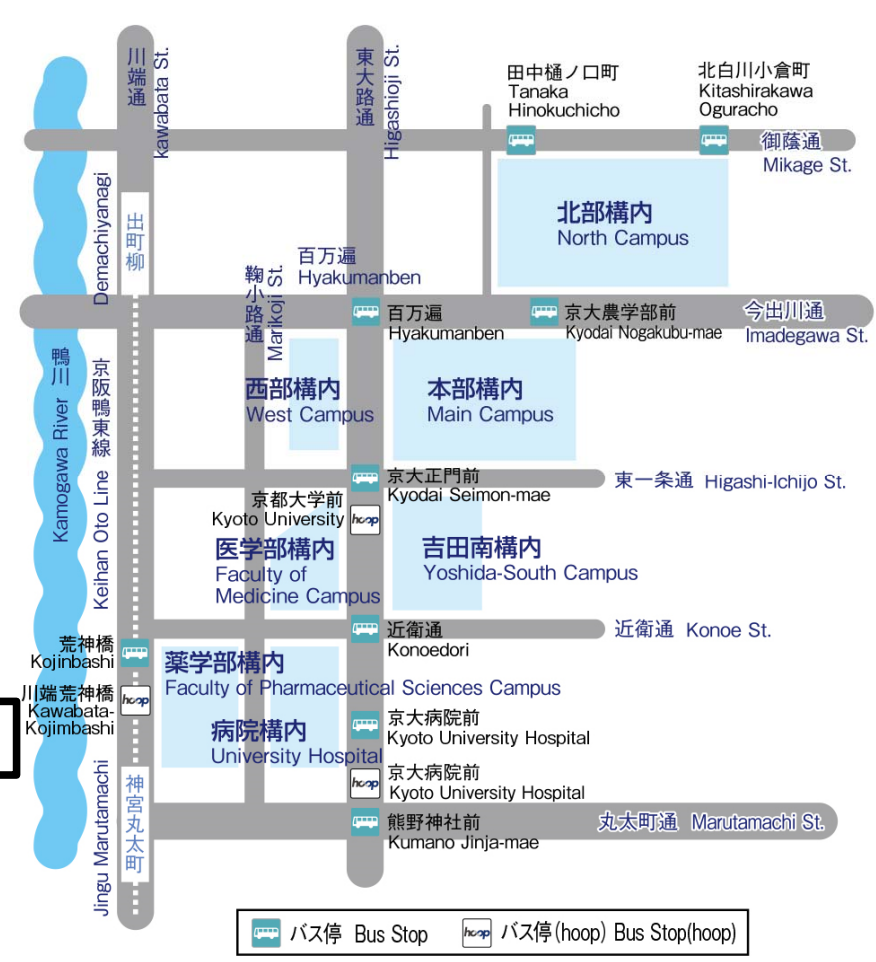 川端通
Kawabata St.
東大路通
Higashioji St.
田中樋ノ口町
Tanaka
Hinokuchicho
北白川小倉町
Kitashirakawa
Oguracho
御蔭通
Mikage St.
出町柳
Demachiyanagi
北部構内
North Campus
百万遍
Hyakumanben
鞠小路通
Marikoji St.
百万遍
Hyakumanben
京大農学部前
Kyodai Nogakubu-mae
今出川通
Imadegawa St.
鴨川
Kamogawa River
京阪鴨東線
Keihan Oto Line
西部構内
West Campus
本部構内
Main Campus
京大正門前
Kyodai Seimon-mae
東一条通 Higashi-Ichijo St.
京都大学前
Kyoto University
hoop
医学部構内
Faculty of
Medicine Campus
吉田南構内
Yoshida-South Campus
近衛通
Konoedori
近衛通 Konoe St.
荒神橋
Kojinbashi
川端荒神橋
Kawabata-
Kojimbashi
hoop
薬学部構内
Faculty of Pharmaceutical Sciences Campus
病院構内
University Hospital
京大病院前
Kyoto University Hospital
hoop
京大病院前
Kyoto University Hospital
神宮丸太町
Jingu Marutamachi
熊野神社前
Kumano Jinja-mae
丸太町通 Marutamachi St.
バス停 Bus Stop
hoop バス停(hoop) Bus Stop(hoop)